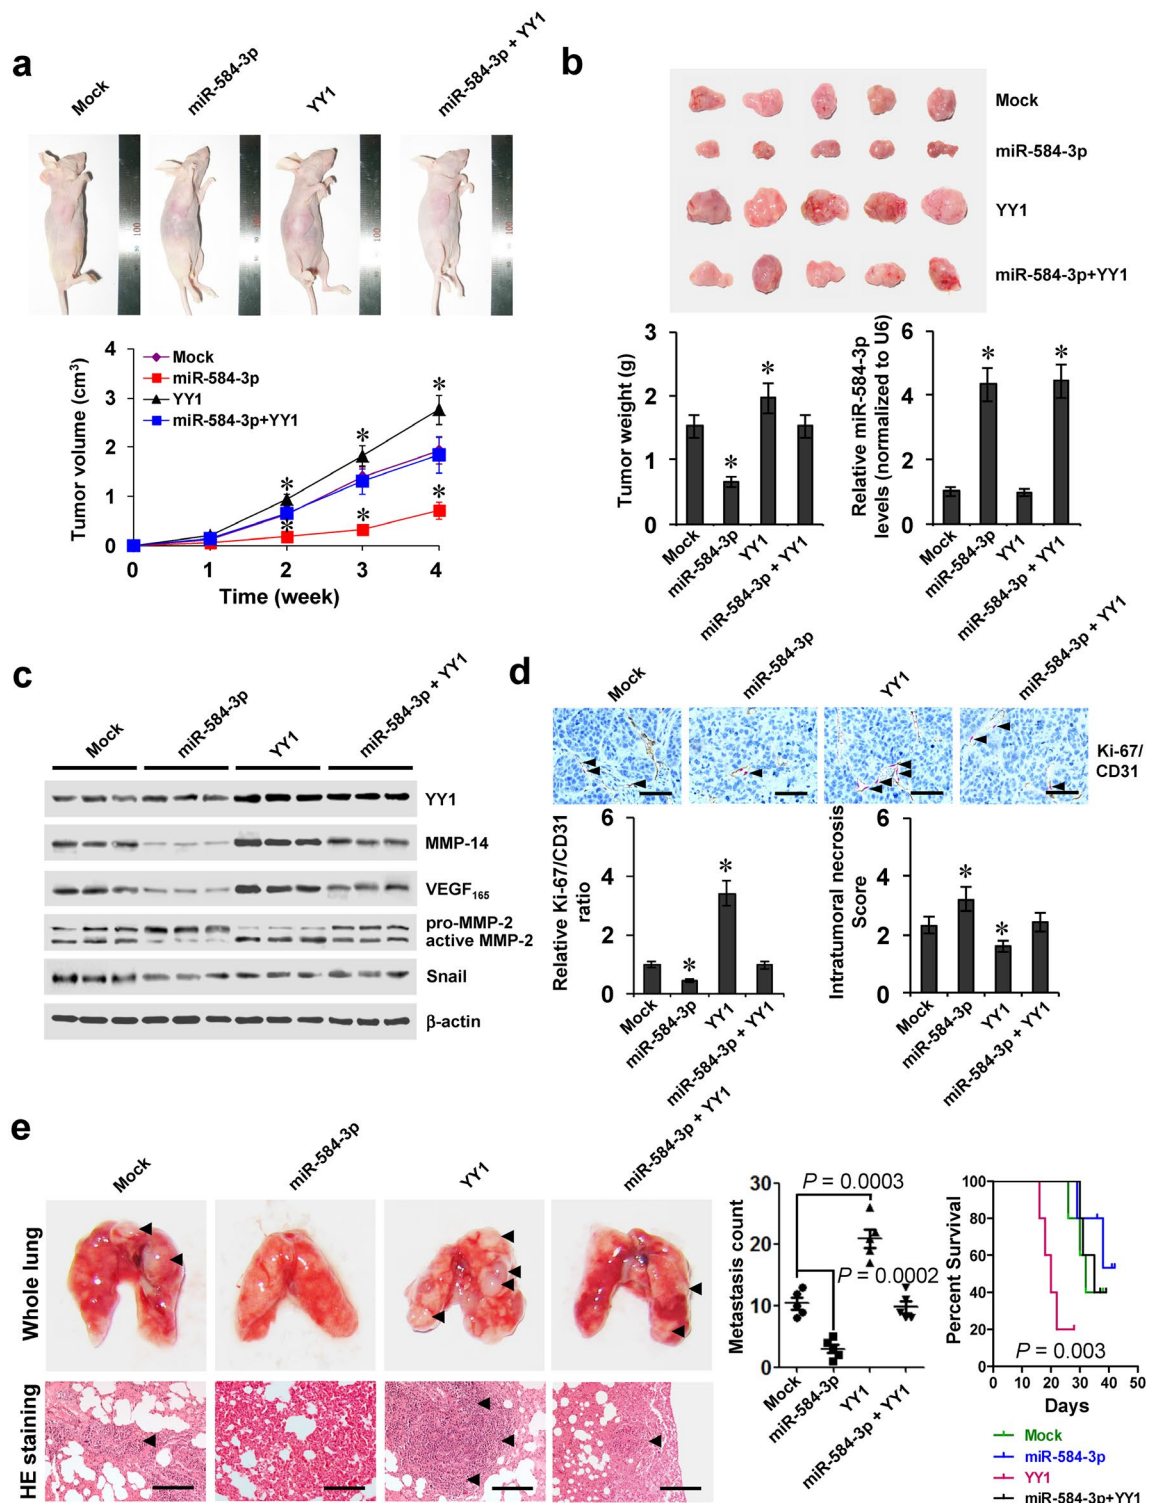 a
Mock
miR-584-3p
YY1
miR-584-3p + YY1
100
100
100
Tumor volume (cm³)
4
3
2
1
0
Mock
miR-584-3p
YY1
miR-584-3p+YY1
*
*
*
*
*
*
0 1 2 3 4
Time (week)
b
Mock
miR-584-3p
YY1
miR-584-3p+YY1
Tumor weight (g)
3
2
1
0
*
*
Mock
miR-584-3p
YY1
miR-584-3p + YY1
Relative miR-584-3p
levels (normalized to U6)
6
4
2
0
*
*
Mock
miR-584-3p
YY1
miR-584-3p + YY1
c
Mock
miR-584-3p
YY1
miR-584-3p + YY1
YY1
MMP-14
VEGF₁₆₅
pro-MMP-2
active MMP-2
Snail
β-actin
d
Mock
miR-584-3p
YY1
miR-584-3p + YY1
Ki-67/
CD31
Relative Ki-67/CD31
ratio
6
4
2
0
*
*
Mock
miR-584-3p
YY1
miR-584-3p + YY1
Intratumoral necrosis
Score
6
4
2
0
*
*
Mock
miR-584-3p
YY1
miR-584-3p + YY1
e
Mock
miR-584-3p
YY1
miR-584-3p + YY1
Whole lung
HE staining
Metastasis count
30
20
10
0
P = 0.0003
P = 0.0002
Mock
miR-584-3p
YY1
miR-584-3p + YY1
Percent Survival
100
80
60
40
20
0
P = 0.003
0 10 20 30 40 50
Days
Mock
miR-584-3p
YY1
miR-584-3p+YY1